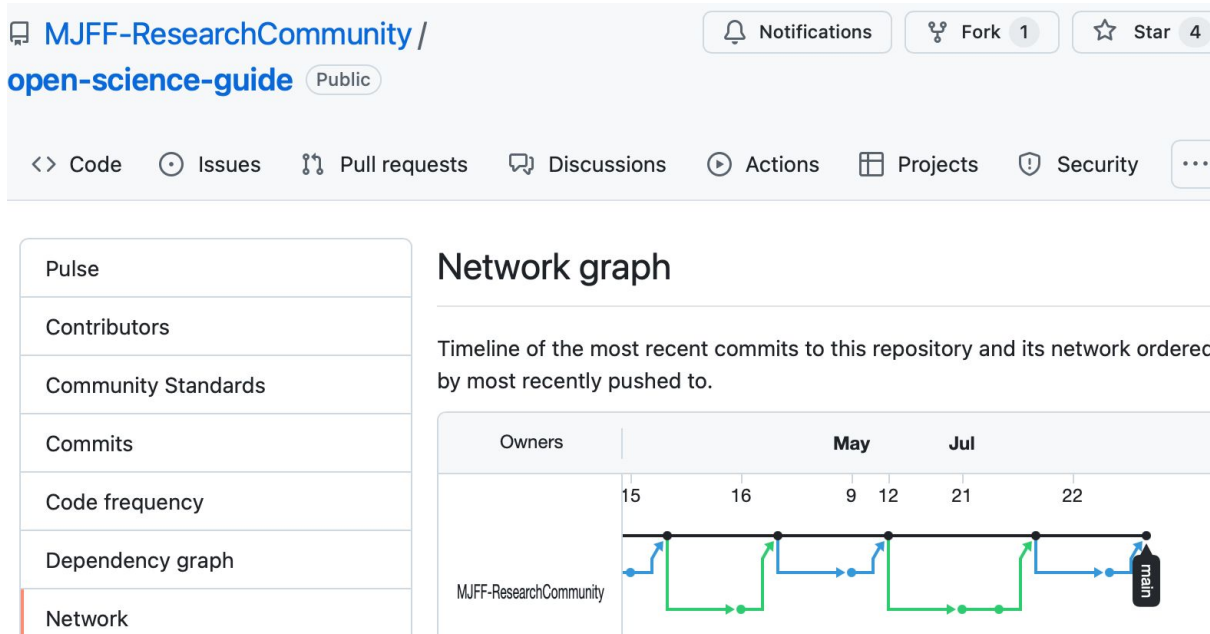 MJFF-ResearchCommunity /
open-science-guide Public
Notifications
Fork 1
Star 4
Code
Issues
Pull requests
Discussions
Actions
Projects
Security
Pulse
Contributors
Community Standards
Commits
Code frequency
Dependency graph
Network
Network graph
Timeline of the most recent commits to this repository and its network ordered
by most recently pushed to.
Owners
May Jul
15 16 9 12 21 22
MJFF-ResearchCommunity
main